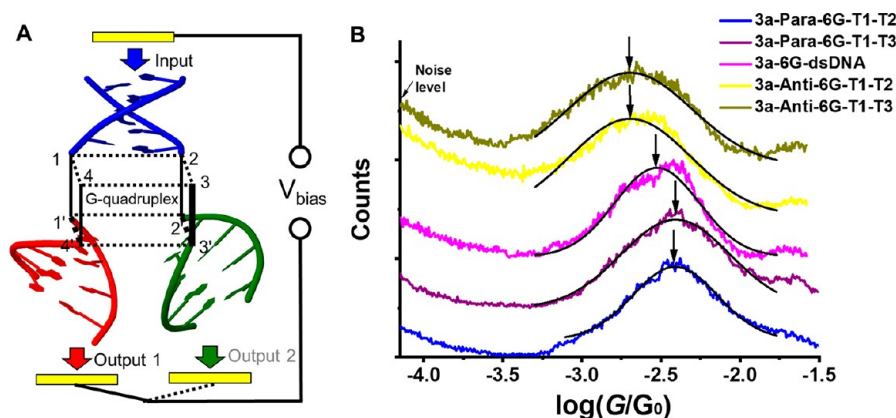 A
Input
1
2
4
3
G-quadruplex
1'
2'
4'
3'
Vbias
Output 1
Output 2
B
Noise
level
3a-Para-6G-T1-T2
3a-Para-6G-T1-T3
3a-6G-dsDNA
3a-Anti-6G-T1-T2
3a-Anti-6G-T1-T3
Counts
-4.0 -3.5 -3.0 -2.5 -2.0 -1.5
log(G/G0)